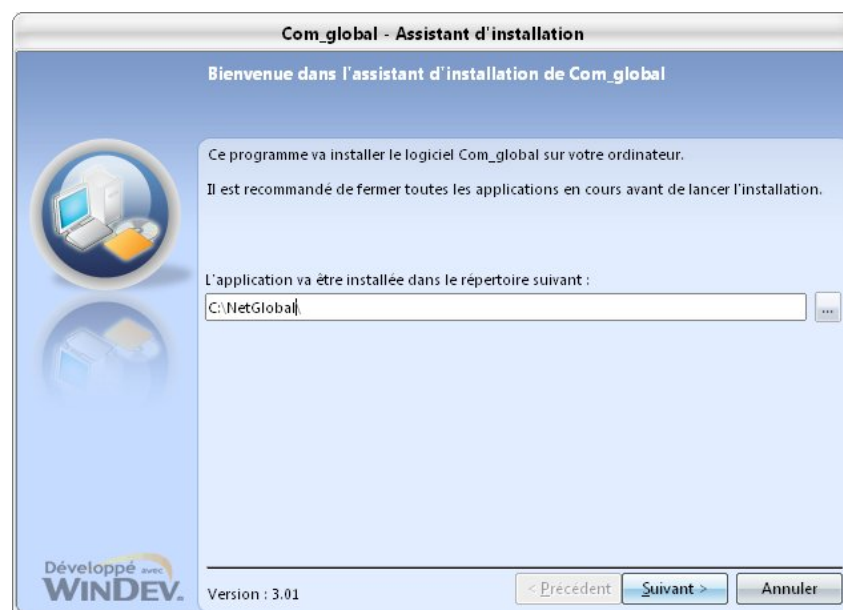 Com_global - Assistant d'installation
Bienvenue dans l'assistant d'installation de Com_global
Ce programme va installer le logiciel Com_global sur votre ordinateur.
Il est recommandé de fermer toutes les applications en cours avant de lancer l'installation.
L'application va être installée dans le répertoire suivant :
C:\NetGlobal\
...
Développé avec
WINDEV.
Version : 3.01
< Précédent
Suivant >
Annuler